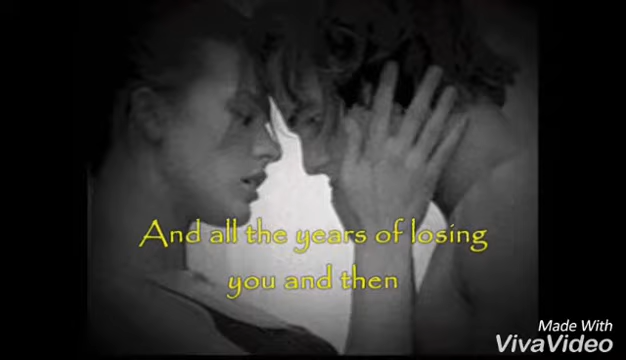 And all the years of losing
you and then
Made With
VivaVideo